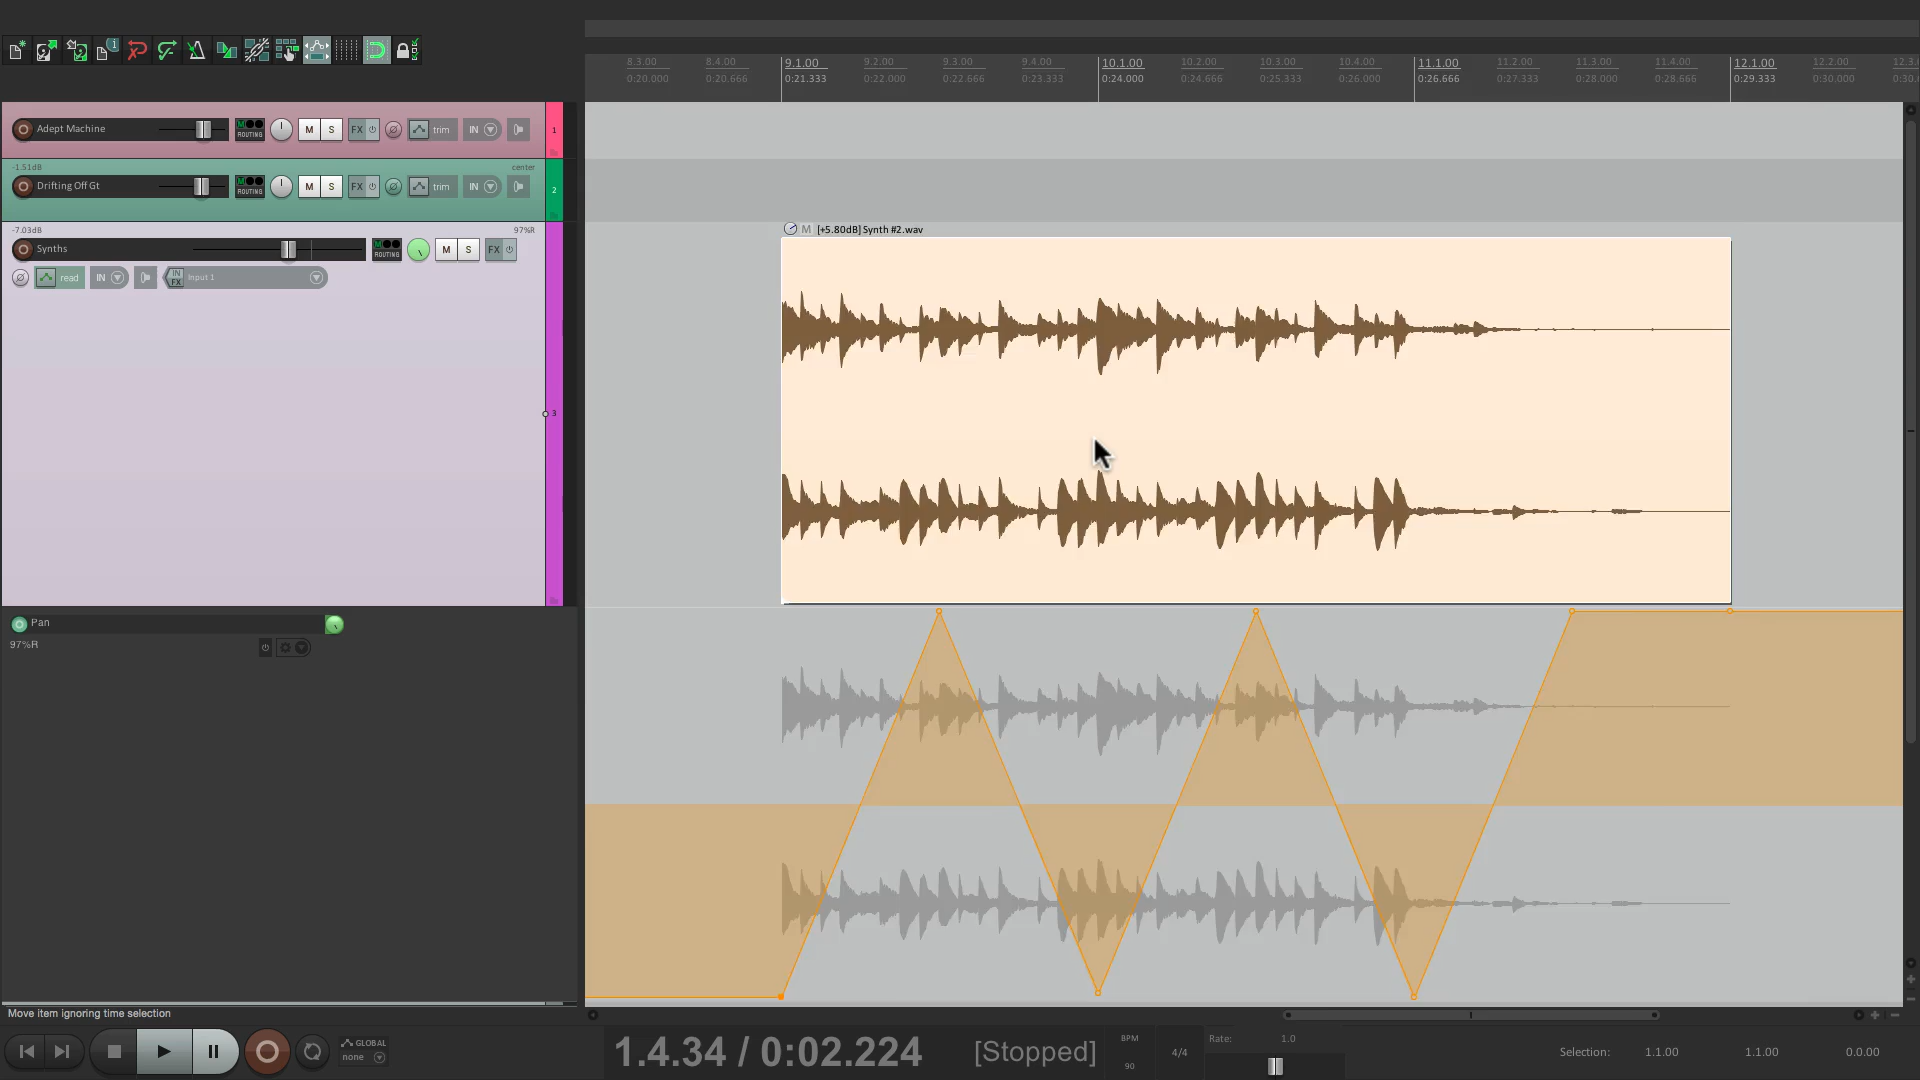 8.3.00 8.4.00 9.1.00 9.2.00 9.3.00 9.4.00 10.1.00 10.2.00 10.3.00 10.4.00 11.1.00 11.2.00 11.3.00 11.4.00 12.1.00 12.2.00
0:20.000 0:20.666 0:21.333 0:22.000 0:22.666 0:23.333 0:24.000 0:24.666 0:25.333 0:26.000 0:26.666 0:27.333 0:28.000 0:28.666 0:29.333 0:30.000
Adept Machine ROUTING M S FX trim IN 1
-1.51dB center
Drifting Off Gt ROUTING M S FX trim IN 2
-7.03dB 97%R
Synths ROUTING M S FX
read IN IN FX Input 1
3
M [+5.80dB] Synth #2.wav
Pan
97%R
Move item ignoring time selection
GLOBAL
none
1.4.34 / 0:02.224 [Stopped]
BPM
90
4/4
Rate: 1.0
Selection: 1.1.00 1.1.00 0.0.00